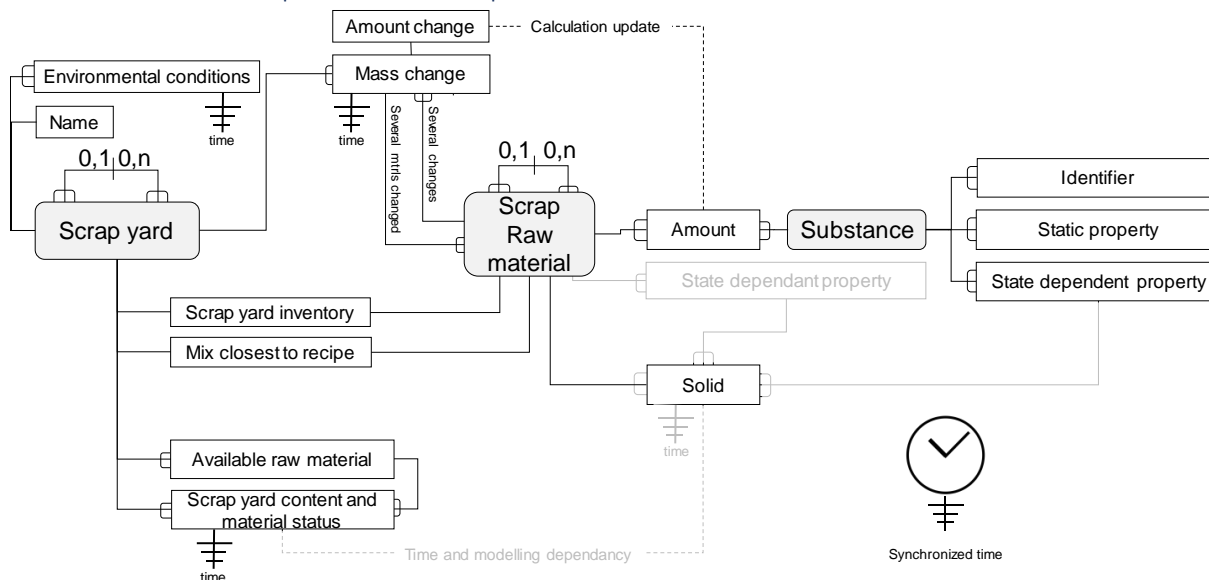 Amount change
Calculation update
Environmental conditions
Mass change
time
time
Name
Several mtrls changed
Several changes
0,1 0,n
0,1 0,n
Scrap yard
Scrap
Raw
material
Amount
Substance
Identifier
Static property
State dependent property
State dependant property
Scrap yard inventory
Mix closest to recipe
Solid
time
Available raw material
Scrap yard content and
material status
time
Time and modelling dependancy
Synchronized time